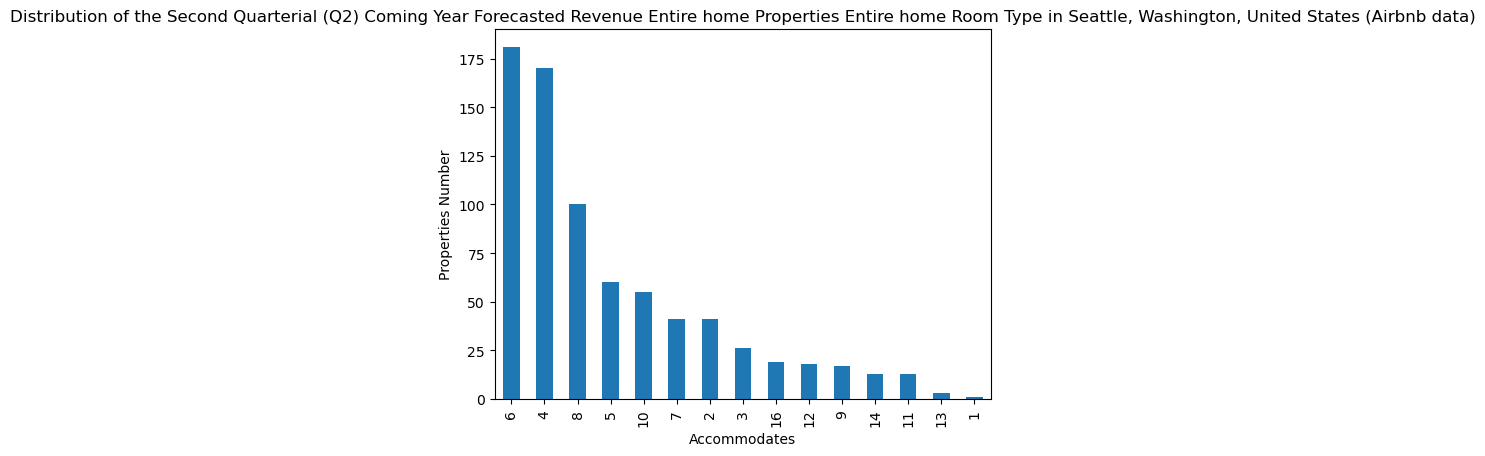 Distribution of the Second Quarterial (Q2) Coming Year Forecasted Revenue Entire home Properties Entire home Room Type in Seattle, Washington, United States (Airbnb data)
175
150
125
100
75
50
25
0
Properties Number
6 4 8 5 10 7 2 3 16 12 9 14 11 13 1
Accommodates